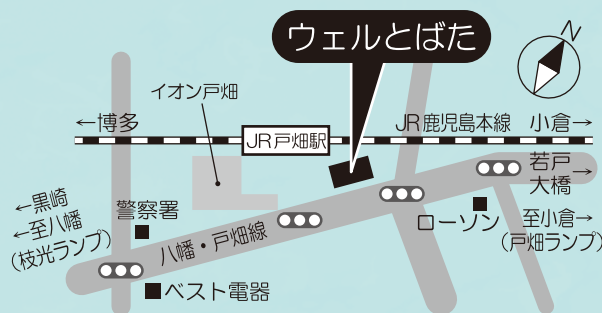 ウェルとばた
N
イオン戸畑
←博多
JR戸畑駅
JR鹿児島本線
小倉→
若戸
大橋→
←黒崎
←至八幡
(枝光ランプ)
警察署
八幡・戸畑線
ローソン
至小倉→
(戸畑ランプ)
ベスト電器